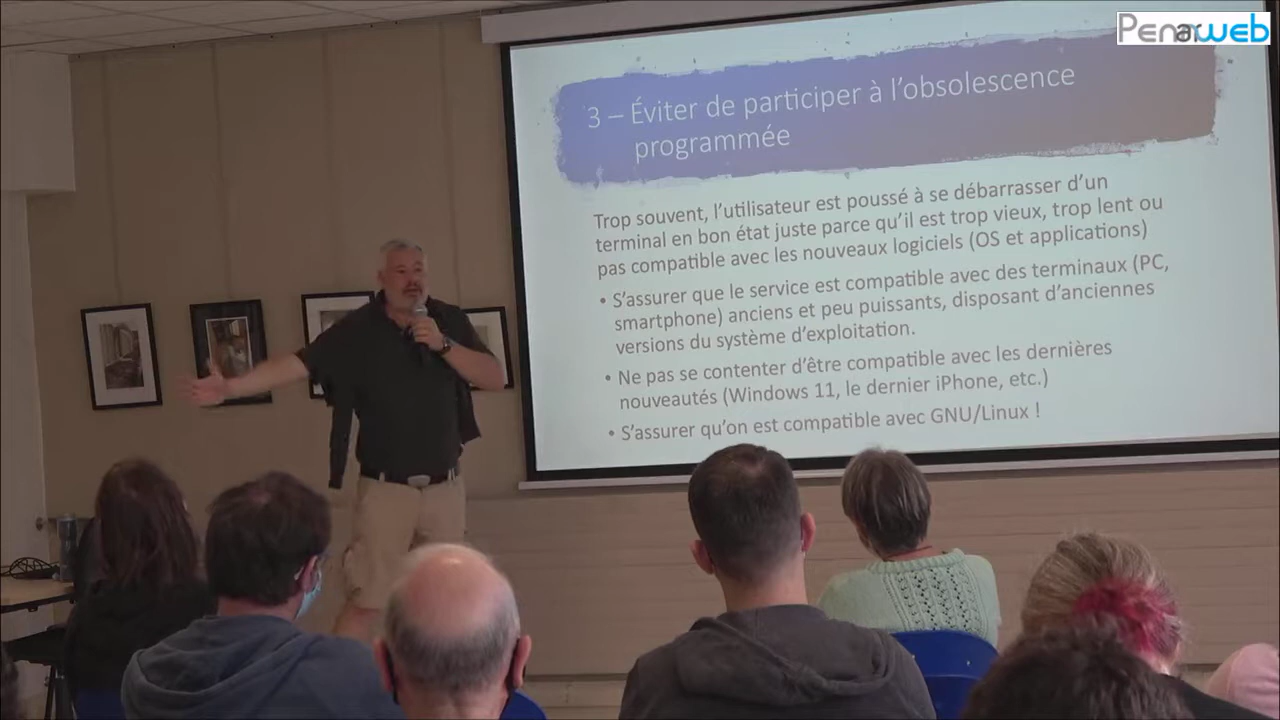 Penarweb
3 – Éviter de participer à l'obsolescence
programmée
Trop souvent, l'utilisateur est poussé à se débarrasser d'un
terminal en bon état juste parce qu'il est trop vieux, trop lent ou
pas compatible avec les nouveaux logiciels (OS et applications)
• S'assurer que le service est compatible avec des terminaux (PC,
smartphone) anciens et peu puissants, disposant d'anciennes
versions du système d'exploitation.
• Ne pas se contenter d'être compatible avec les dernières
nouveautés (Windows 11, le dernier iPhone, etc.)
• S'assurer qu'on est compatible avec GNU/Linux !